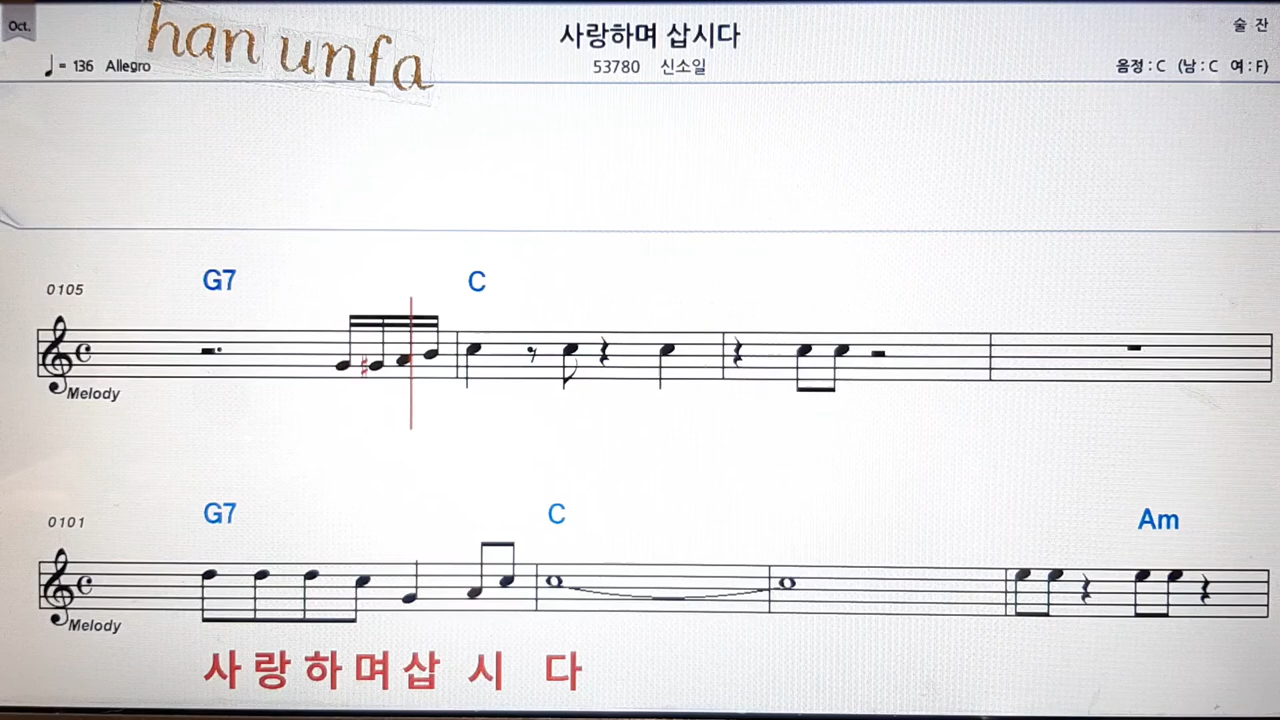 Oct.
han unfa
사랑하며 삽시다
술 잔
♩= 136 Allegro
53780 신소일
음정 : C (남 : C 여 : F)
G7 C
0105
Melody
G7 C Am
0101
Melody
사 랑 하 며 삽 시 다